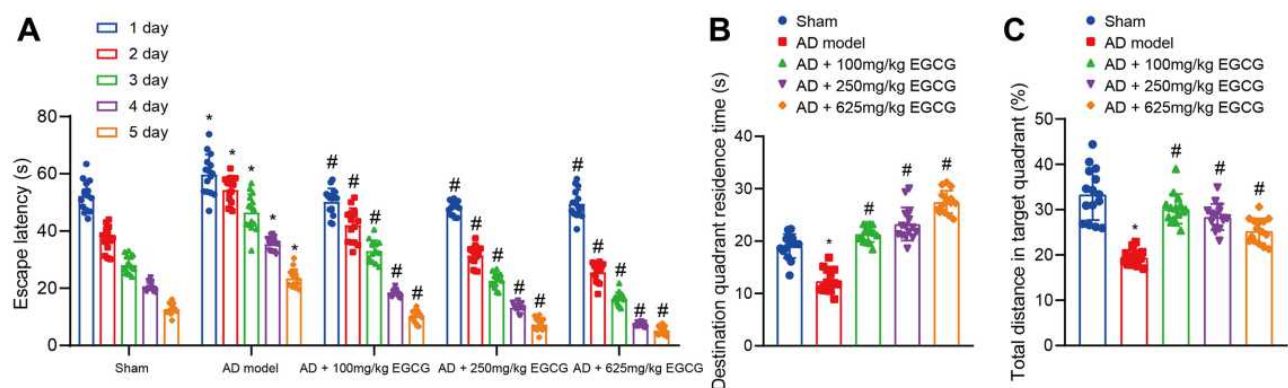 A
1 day
2 day
3 day
4 day
5 day
Escape latency (s)
80
60
40
20
0
* * * * *
# # # # #
# # # # #
# # # # #
Sham
AD model
AD + 100mg/kg EGCG
AD + 250mg/kg EGCG
AD + 625mg/kg EGCG
B
Sham
AD model
AD + 100mg/kg EGCG
AD + 250mg/kg EGCG
AD + 625mg/kg EGCG
Destination quadrant residence time (s)
40
30
20
10
0
* # # #
C
Sham
AD model
AD + 100mg/kg EGCG
AD + 250mg/kg EGCG
AD + 625mg/kg EGCG
Total distance in target quadrant (%)
50
40
30
20
10
0
* # # #